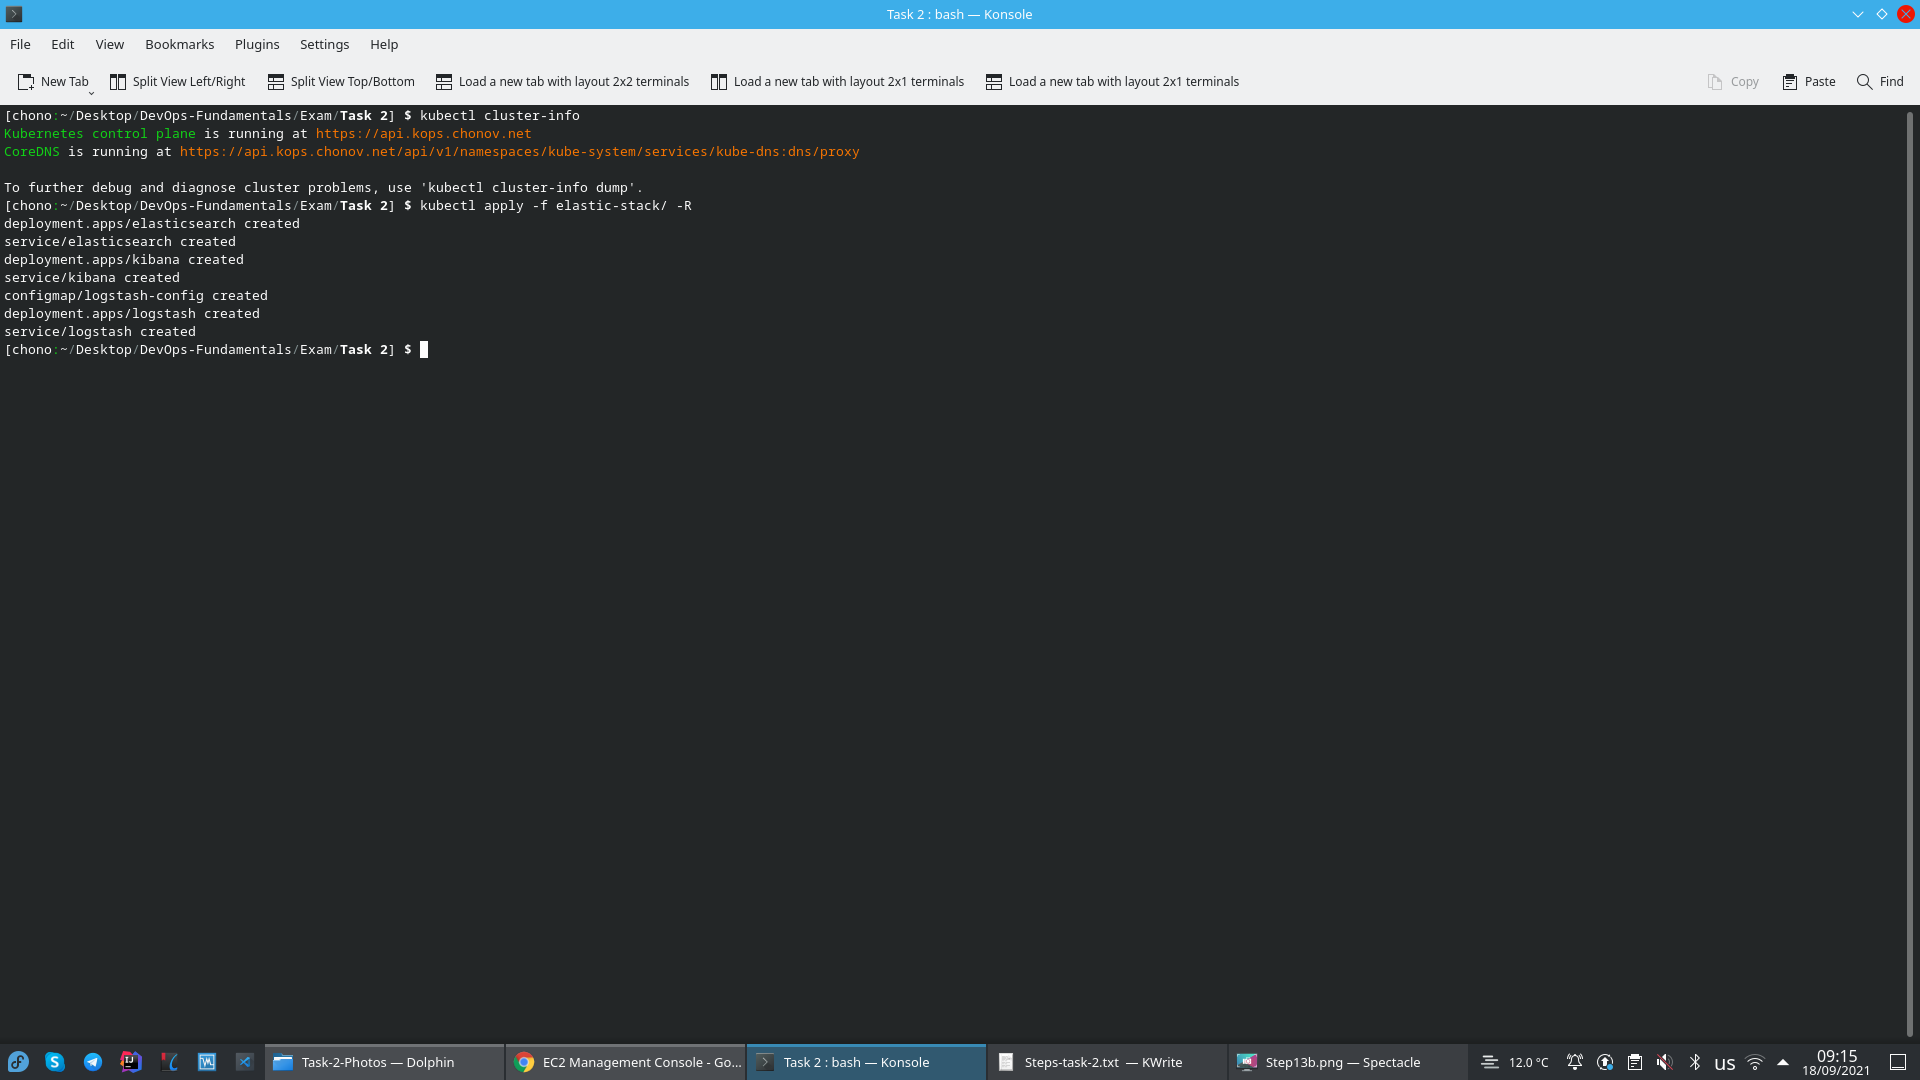 Task 2 : bash — Konsole
File Edit View Bookmarks Plugins Settings Help
New Tab Split View Left/Right Split View Top/Bottom Load a new tab with layout 2x2 terminals Load a new tab with layout 2x1 terminals Load a new tab with layout 2x1 terminals Copy Paste Find
[chono:~/Desktop/DevOps-Fundamentals/Exam/Task 2] $ kubectl cluster-info
Kubernetes control plane is running at https://api.kops.chonov.net
CoreDNS is running at https://api.kops.chonov.net/api/v1/namespaces/kube-system/services/kube-dns:dns/proxy
To further debug and diagnose cluster problems, use 'kubectl cluster-info dump'.
[chono:~/Desktop/DevOps-Fundamentals/Exam/Task 2] $ kubectl apply -f elastic-stack/ -R
deployment.apps/elasticsearch created
service/elasticsearch created
deployment.apps/kibana created
service/kibana created
configmap/logstash-config created
deployment.apps/logstash created
service/logstash created
[chono:~/Desktop/DevOps-Fundamentals/Exam/Task 2] $
Task-2-Photos — Dolphin EC2 Management Console - Go... Task 2 : bash — Konsole Steps-task-2.txt — KWrite Step13b.png — Spectacle 12.0 °C us 09:15
18/09/2021